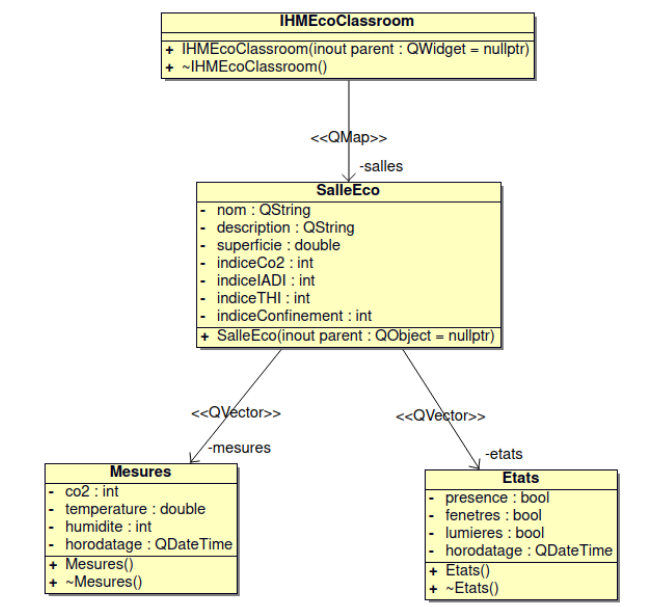 IHMEcoClassroom
+ IHMEcoClassroom(inout parent : QWidget = nullptr)
+ ~IHMEcoClassroom()
<<QMap>>
-salles
SalleEco
- nom : QString
- description : QString
- superficie : double
- indiceCo2 : int
- indiceIADI : int
- indiceTHI : int
- indiceConfinement : int
+ SalleEco(inout parent : QObject = nullptr)
<<QVector>>
-mesures
<<QVector>>
-etats
Mesures
- co2 : int
- temperature : double
- humidite : int
- horodatage : QDateTime
+ Mesures()
+ ~Mesures()
Etats
- presence : bool
- fenetres : bool
- lumieres : bool
- horodatage : QDateTime
+ Etats()
+ ~Etats()